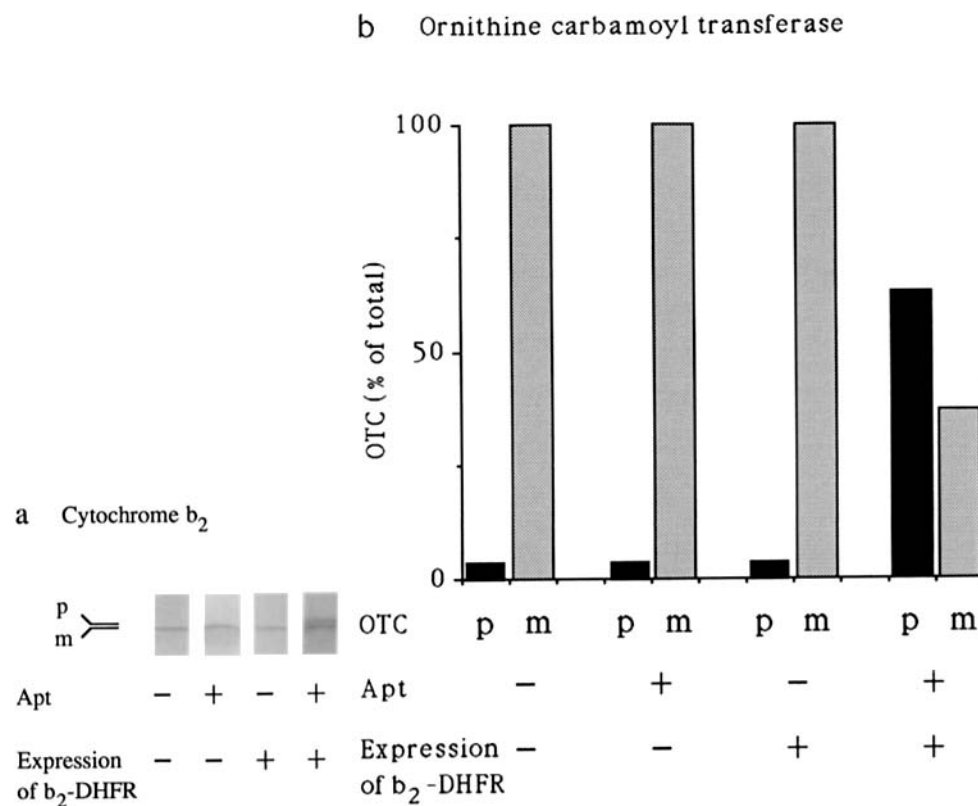 b Ornithine carbamoyl transferase
100
50
0
OTC (% of total)
OTC p m p m p m p m
Apt − + − +
Expression − − + +
of b₂-DHFR
a Cytochrome b₂
p
m
Apt − + − +
Expression − − + +
of b₂-DHFR